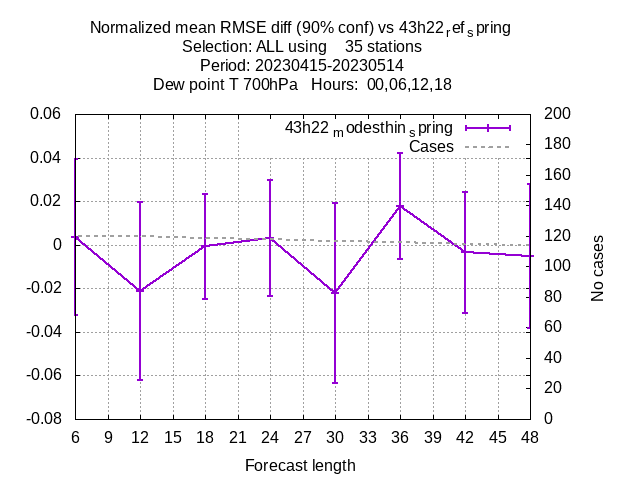 Normalized mean RMSE diff (90% conf) vs 43h22refspring
Selection: ALL using    35 stations
Period: 20230415-20230514
Dew point T 700hPa   Hours:  00,06,12,18
43h22modesthinspring
Cases
0.06
0.04
0.02
0
-0.02
-0.04
-0.06
-0.08
200
180
160
140
120
100
80
60
40
20
0
No cases
6 9 12 15 18 21 24 27 30 33 36 39 42 45 48
Forecast length